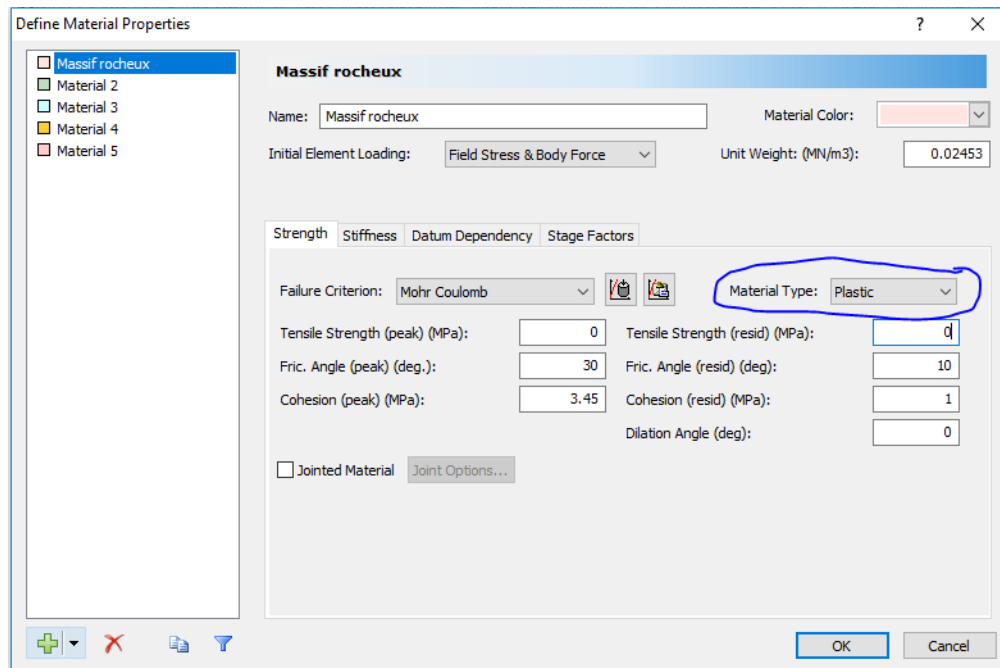 Define Material Properties
?
Massif rocheux
Material 2
Material 3
Material 4
Material 5
Massif rocheux
Name: Massif rocheux Material Color:
Initial Element Loading: Field Stress & Body Force Unit Weight: (MN/m3): 0.02453
Strength Stiffness Datum Dependency Stage Factors
Failure Criterion: Mohr Coulomb Material Type: Plastic
Tensile Strength (peak) (MPa): 0 Tensile Strength (resid) (MPa): 0
Fric. Angle (peak) (deg.): 30 Fric. Angle (resid) (deg): 10
Cohesion (peak) (MPa): 3.45 Cohesion (resid) (MPa): 1
Dilation Angle (deg): 0
Jointed Material Joint Options...
OK Cancel